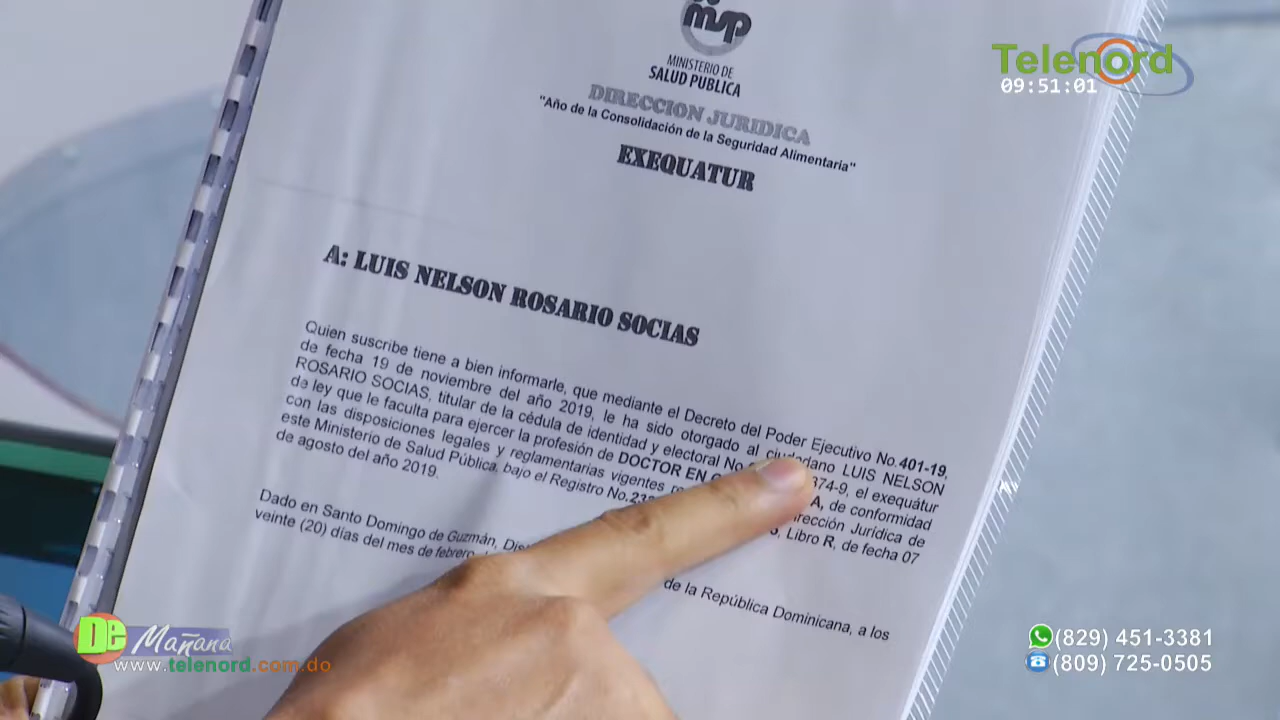 msp
MINISTERIO DE
SALUD PUBLICA
DIRECCION JURIDICA
"Año de la Consolidación de la Seguridad Alimentaria"
EXEQUATUR
A: LUIS NELSON ROSARIO SOCIAS
Quien suscribe tiene a bien informarle, que mediante el Decreto del Poder Ejecutivo No.401-19,
de fecha 19 de noviembre del año 2019, le ha sido otorgado al ciudadano LUIS NELSON
ROSARIO SOCIAS, titular de la cédula de identidad y electoral No. 374-9, el exequátur
de ley que le faculta para ejercer la profesión de DOCTOR EN A, de conformidad
con las disposiciones legales y reglamentarias vigentes Dirección Jurídica de
este Ministerio de Salud Pública, bajo el Registro No. Libro R, de fecha 07
de agosto del año 2019.
Dado en Santo Domingo de Guzmán, de la República Dominicana, a los
veinte (20) días del mes de febrero
Telenord
09:51:01
De Mañana
www.telenord.com.do
(829) 451-3381
(809) 725-0505